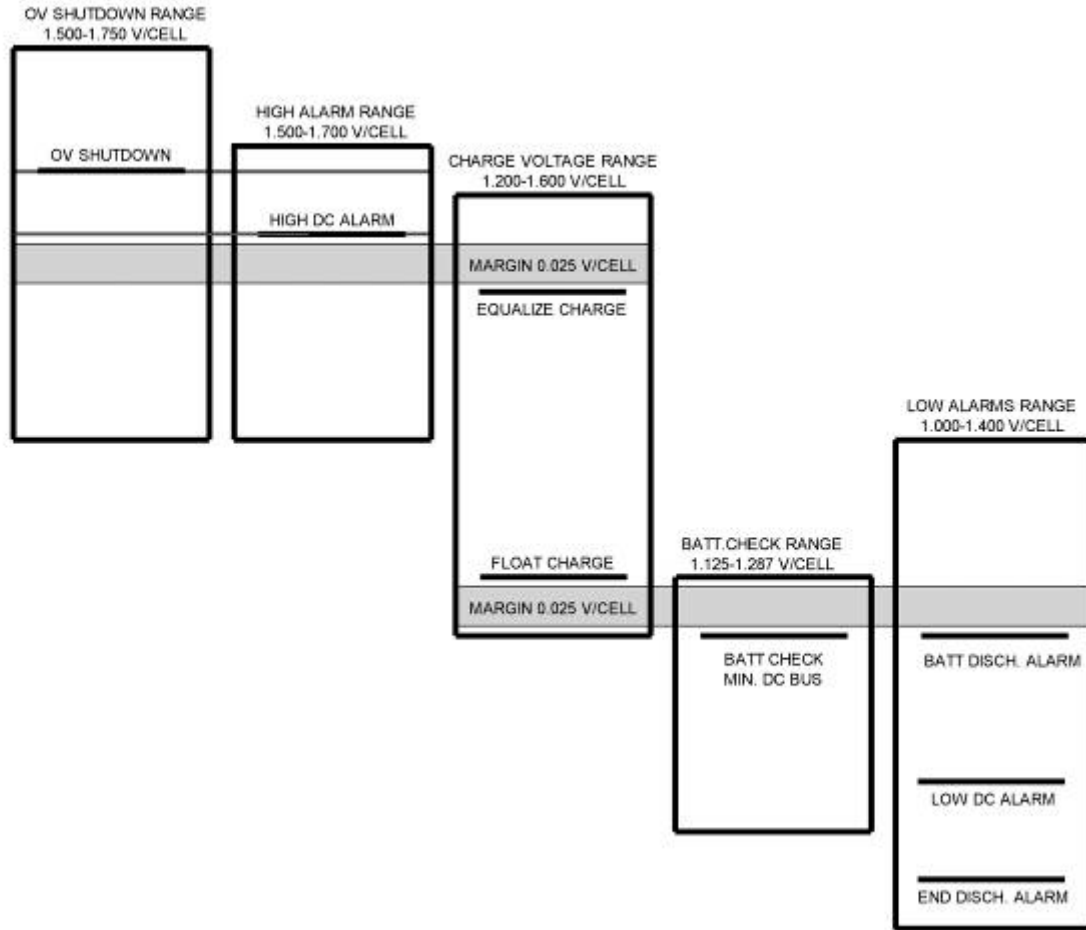 OV SHUTDOWN RANGE
1.500-1.750 V/CELL
OV SHUTDOWN
HIGH ALARM RANGE
1.500-1.700 V/CELL
HIGH DC ALARM
CHARGE VOLTAGE RANGE
1.200-1.600 V/CELL
MARGIN 0.025 V/CELL
EQUALIZE CHARGE
FLOAT CHARGE
MARGIN 0.025 V/CELL
BATT.CHECK RANGE
1.125-1.287 V/CELL
BATT CHECK
MIN. DC BUS
LOW ALARMS RANGE
1.000-1.400 V/CELL
BATT DISCH. ALARM
LOW DC ALARM
END DISCH. ALARM